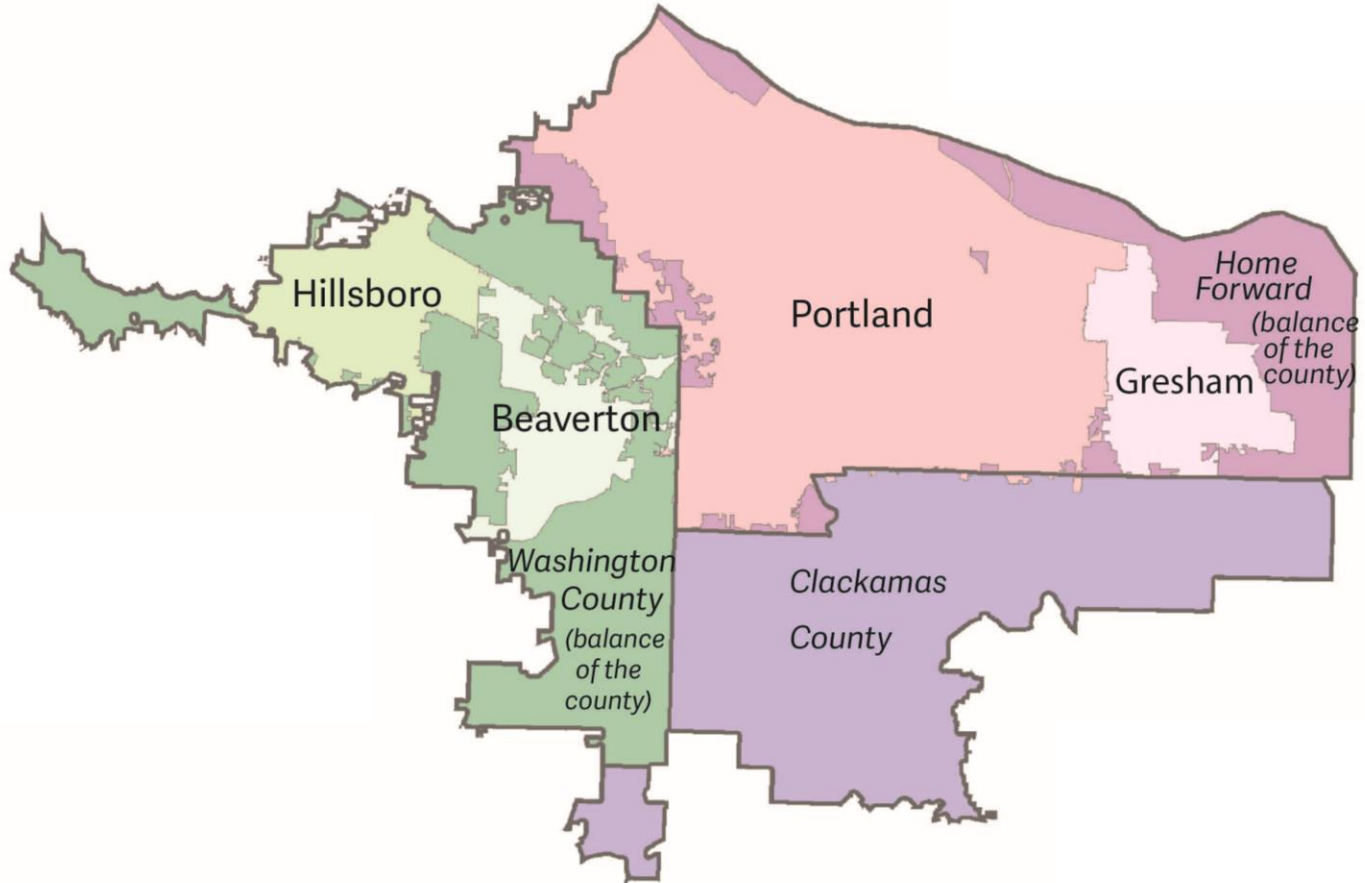 Hillsboro
Portland
Home
Forward
(balance
of the
county)
Gresham
Beaverton
Washington
County
(balance
of the
county)
Clackamas
County